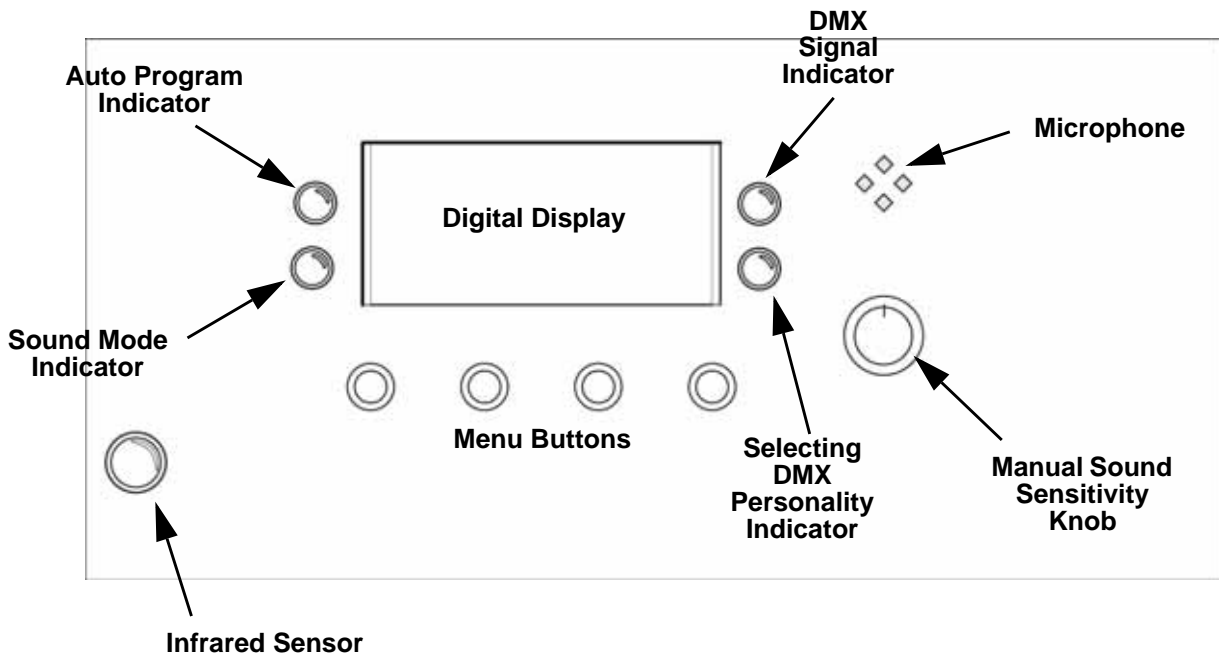 DMX
Signal
Indicator
Auto Program
Indicator
Microphone
Digital Display
Sound Mode
Indicator
Menu Buttons
Selecting
DMX
Personality
Indicator
Manual Sound
Sensitivity
Knob
Infrared Sensor